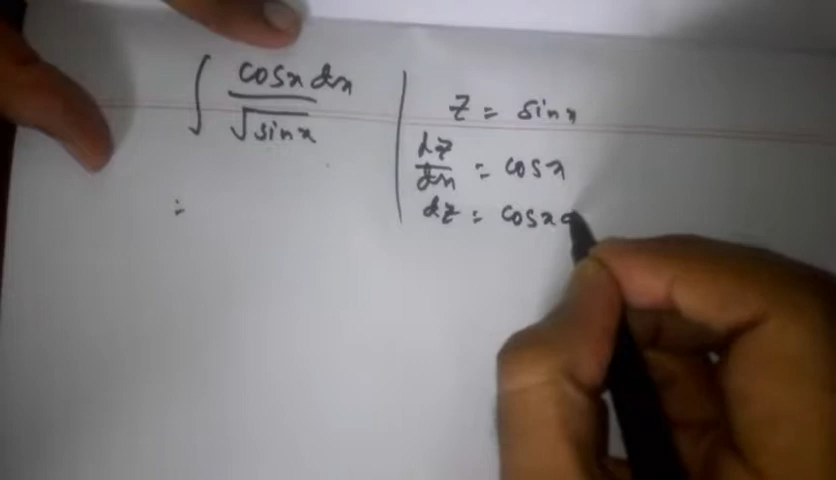 ∫ cosx dx / √sinx
z = sinx
dz/dx = cosx
dz = cosx
=